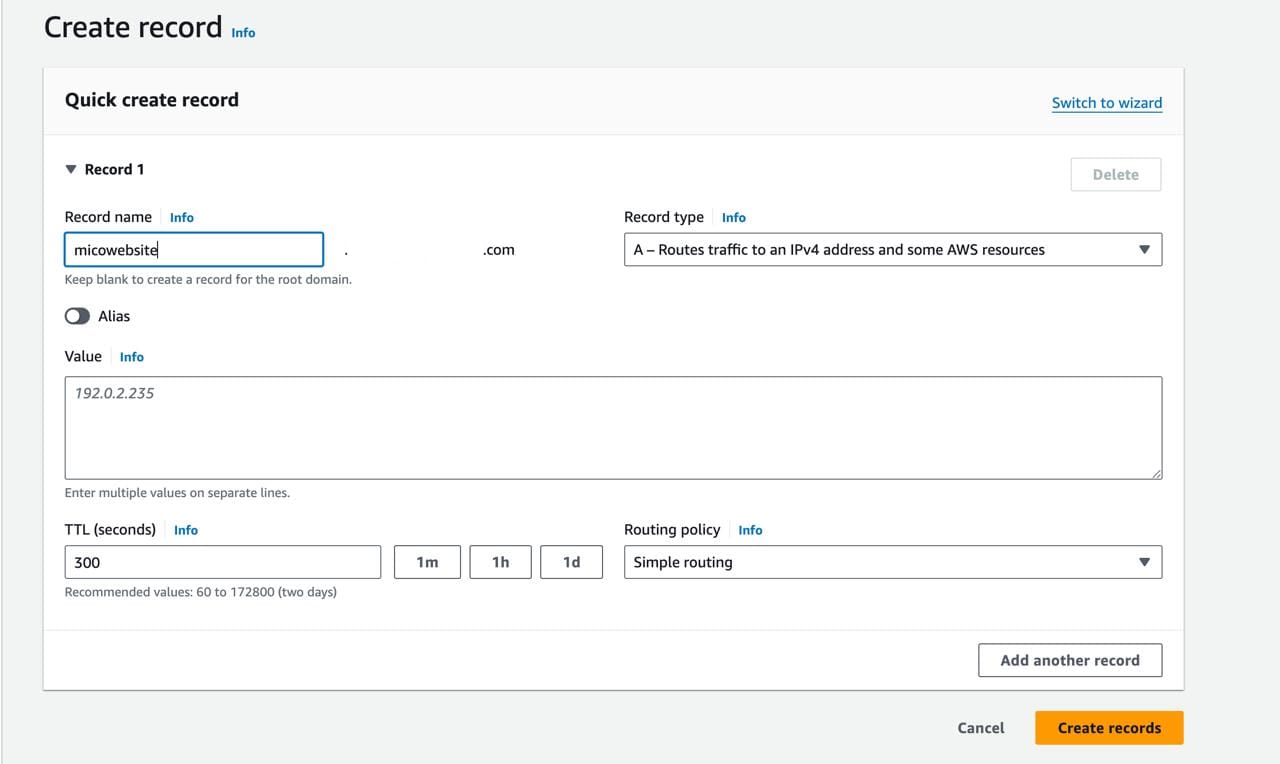 Create record Info
Quick create record
Switch to wizard
Record 1
Delete
Record name Info
Record type Info
micowebsite . .com
A – Routes traffic to an IPv4 address and some AWS resources
Keep blank to create a record for the root domain.
Alias
Value Info
192.0.2.235
Enter multiple values on separate lines.
TTL (seconds) Info
Routing policy Info
300 1m 1h 1d
Simple routing
Recommended values: 60 to 172800 (two days)
Add another record
Cancel Create records